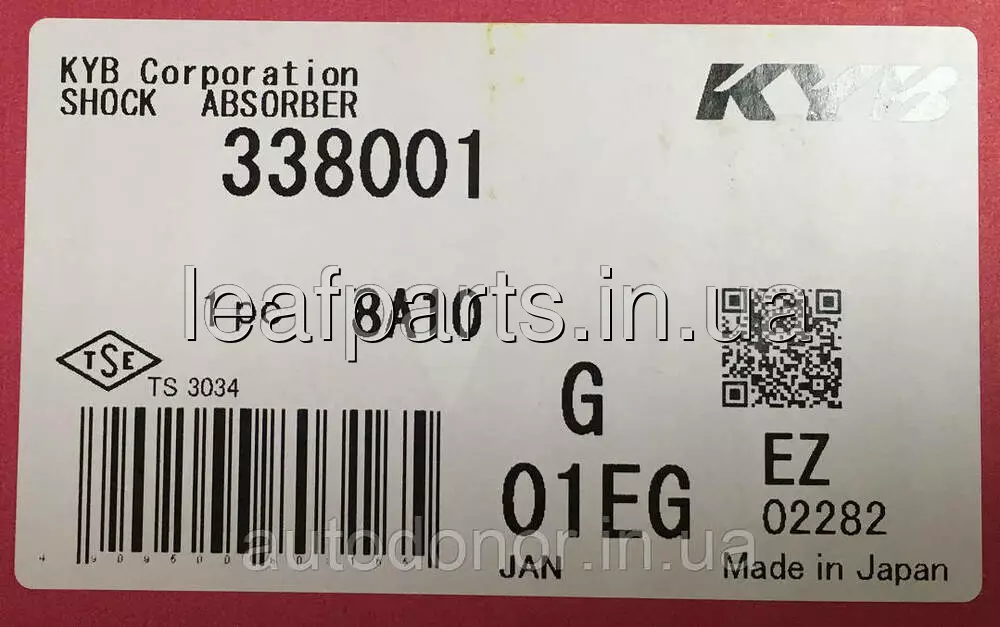 KYB Corporation
KYB
SHOCK ABSORBER
338001
1pc 8A10
leafparts.in.ua
TSE
TS 3034
G
01EG
EZ
02282
autodonor.in.ua
JAN
Made in Japan